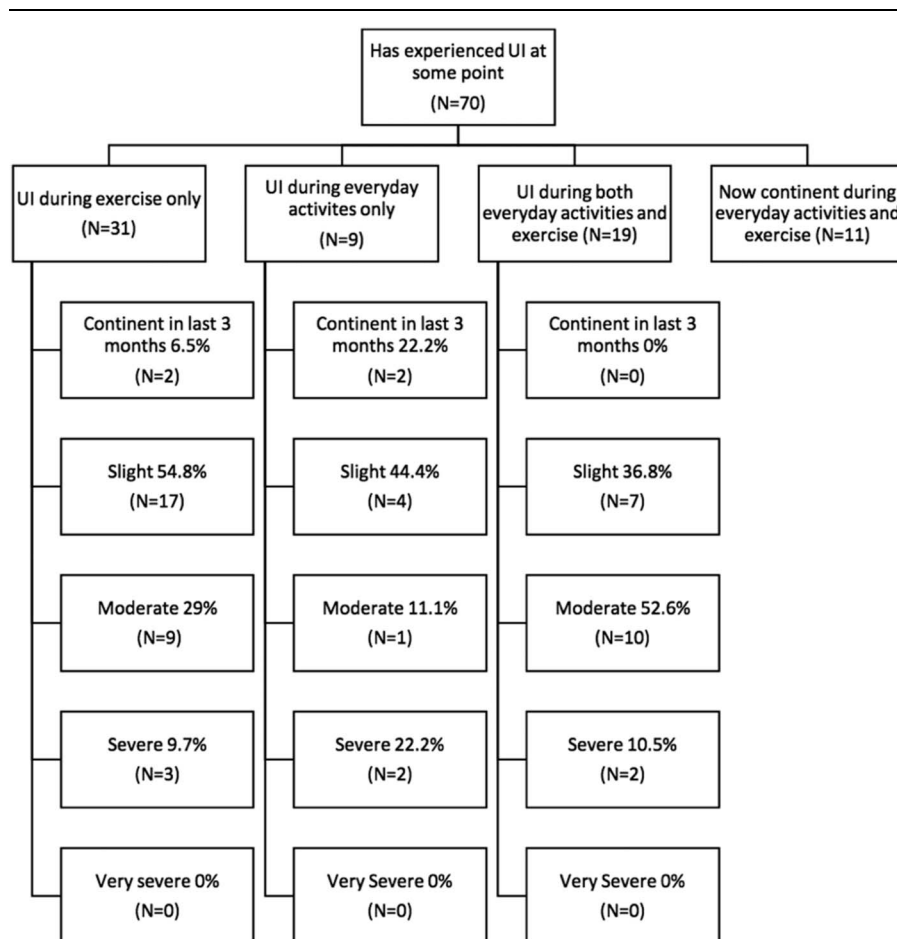 Has experienced UI at
some point
(N=70)
UI during exercise only
(N=31)
UI during everyday
activites only
(N=9)
UI during both
everyday activities and
exercise (N=19)
Now continent during
everyday activities and
exercise (N=11)
Continent in last 3
months 6.5%
(N=2)
Slight 54.8%
(N=17)
Moderate 29%
(N=9)
Severe 9.7%
(N=3)
Very severe 0%
(N=0)
Continent in last 3
months 22.2%
(N=2)
Slight 44.4%
(N=4)
Moderate 11.1%
(N=1)
Severe 22.2%
(N=2)
Very Severe 0%
(N=0)
Continent in last 3
months 0%
(N=0)
Slight 36.8%
(N=7)
Moderate 52.6%
(N=10)
Severe 10.5%
(N=2)
Very Severe 0%
(N=0)